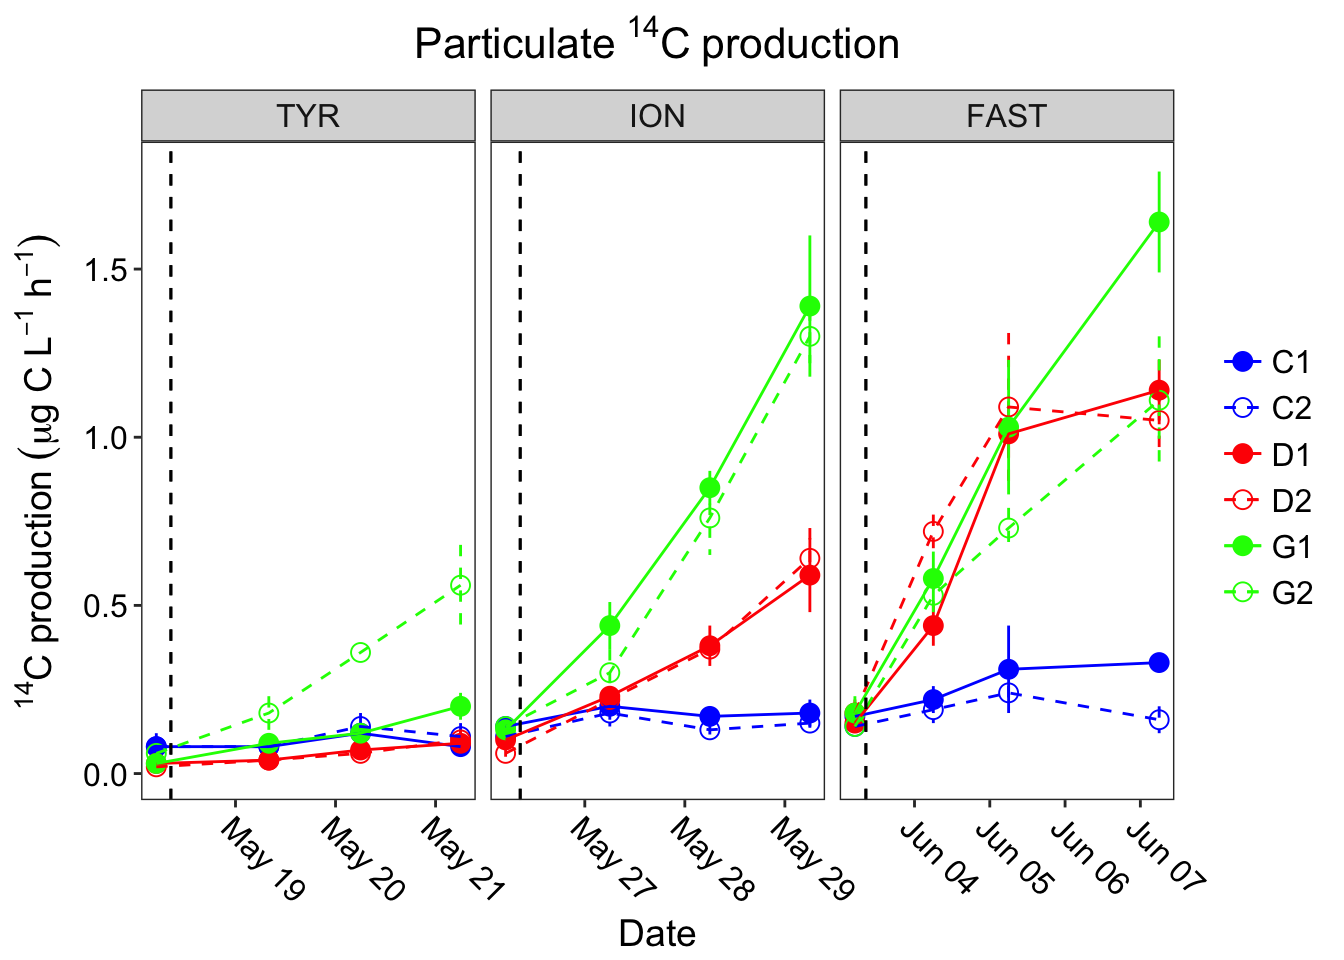 Particulate ¹⁴C production
TYR ION FAST
¹⁴C production (µg C L⁻¹ h⁻¹)
1.5
1.0
0.5
0.0
May 19 May 20 May 21 May 27 May 28 May 29 Jun 04 Jun 05 Jun 06 Jun 07
Date
C1
C2
D1
D2
G1
G2